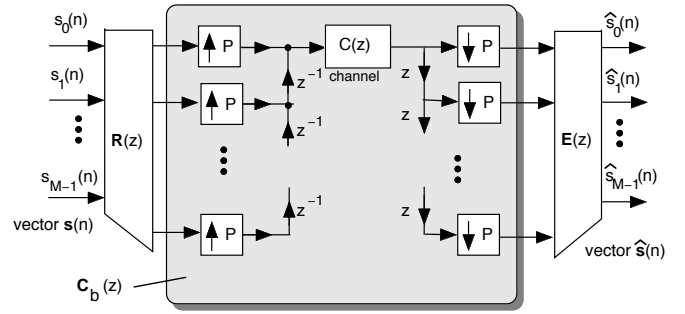 s_0(n)
s_1(n)
s_{M-1}(n)
vector s(n)
R(z)
C_b(z)
↑ P
↑ P
↑ P
z^{-1}
z^{-1}
z^{-1}
C(z)
channel
z
z
z
↓ P
↓ P
↓ P
E(z)
ŝ_0(n)
ŝ_1(n)
ŝ_{M-1}(n)
vector ŝ(n)